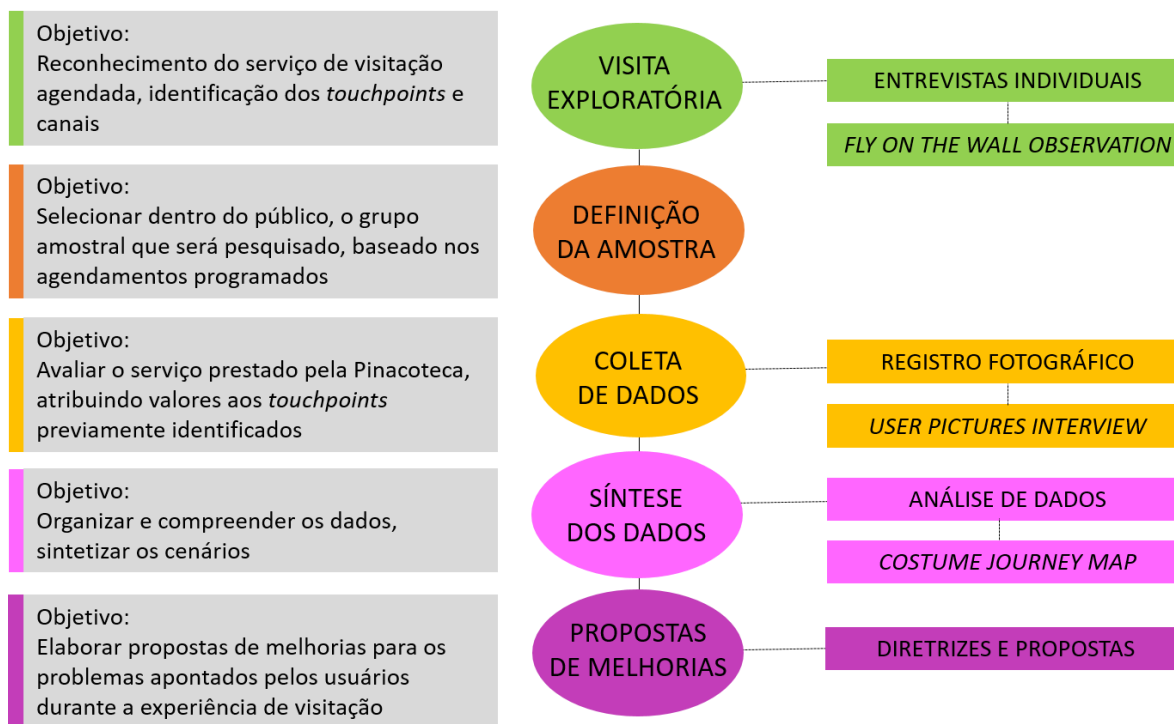 Objetivo:
Reconhecimento do serviço de visitação
agendada, identificação dos touchpoints e
canais
VISITA
EXPLORATÓRIA
ENTREVISTAS INDIVIDUAIS
FLY ON THE WALL OBSERVATION
Objetivo:
Selecionar dentro do público, o grupo
amostral que será pesquisado, baseado nos
agendamentos programados
DEFINIÇÃO
DA AMOSTRA
Objetivo:
Avaliar o serviço prestado pela Pinacoteca,
atribuindo valores aos touchpoints
previamente identificados
COLETA
DE DADOS
REGISTRO FOTOGRÁFICO
USER PICTURES INTERVIEW
Objetivo:
Organizar e compreender os dados,
sintetizar os cenários
SÍNTESE
DOS DADOS
ANÁLISE DE DADOS
COSTUME JOURNEY MAP
Objetivo:
Elaborar propostas de melhorias para os
problemas apontados pelos usuários
durante a experiência de visitação
PROPOSTAS
DE MELHORIAS
DIRETRIZES E PROPOSTAS